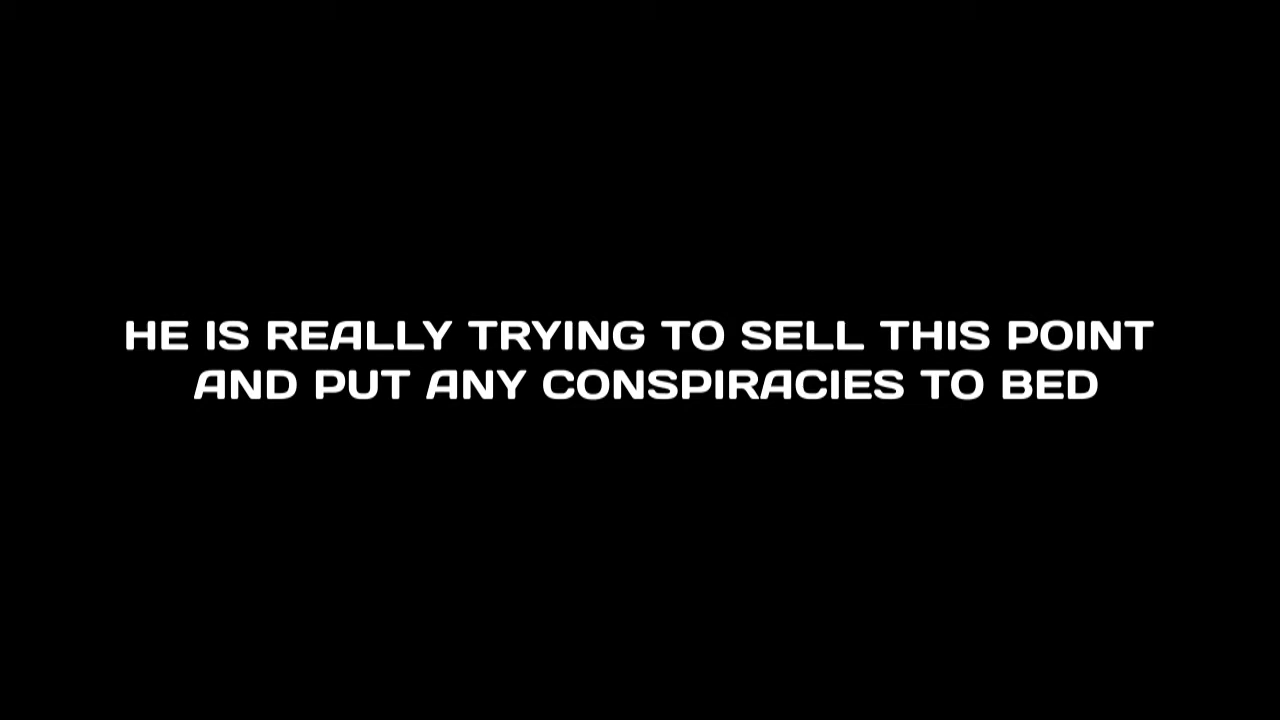 HE IS REALLY TRYING TO SELL THIS POINT
AND PUT ANY CONSPIRACIES TO BED